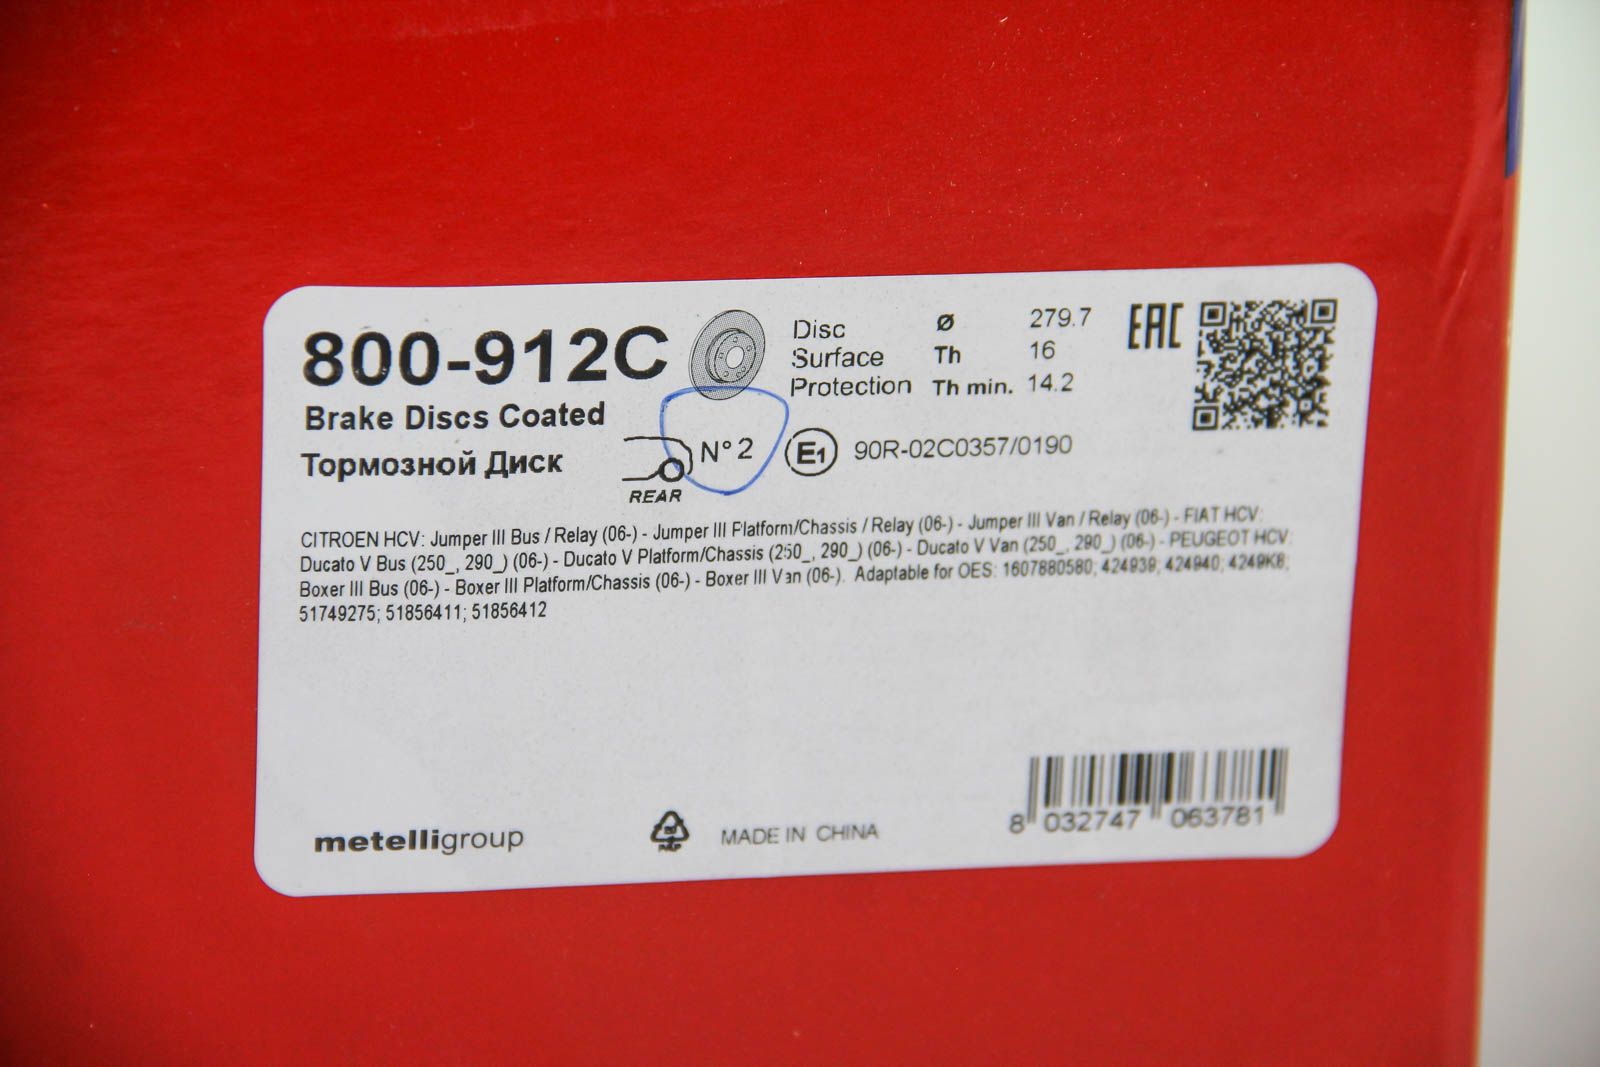 800-912C
Disc Ø 279.7
Surface Th 16
Protection Th min. 14.2
EAC
Brake Discs Coated
Тормозной Диск
REAR
N° 2
E1 90R-02C0357/0190
CITROEN HCV: Jumper III Bus / Relay (06-) - Jumper III Platform/Chassis / Relay (06-) - Jumper III Van / Relay (06-) - FIAT HCV:
Ducato V Bus (250_, 290_) (06-) - Ducato V Platform/Chassis (250_, 290_) (06-) - Ducato V Van (250_, 290_) (06-) - PEUGEOT HCV:
Boxer III Bus (06-) - Boxer III Platform/Chassis (06-) - Boxer III Van (06-). Adaptable for OES: 1607880580; 424939; 424940; 4249K8;
51749275; 51856411; 51856412
metelligroup
PAP
MADE IN CHINA
8 032747 063781